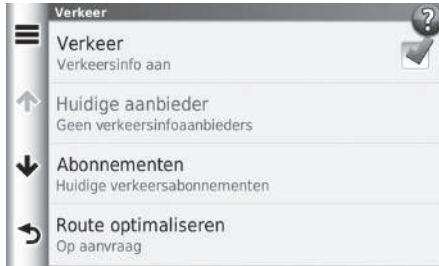 Verkeer
?
Verkeer
Verkeersinfo aan
Huidige aanbieder
Geen verkeersinfoaanbieders
Abonnementen
Huidige verkeersabonnementen
Route optimaliseren
Op aanvraag